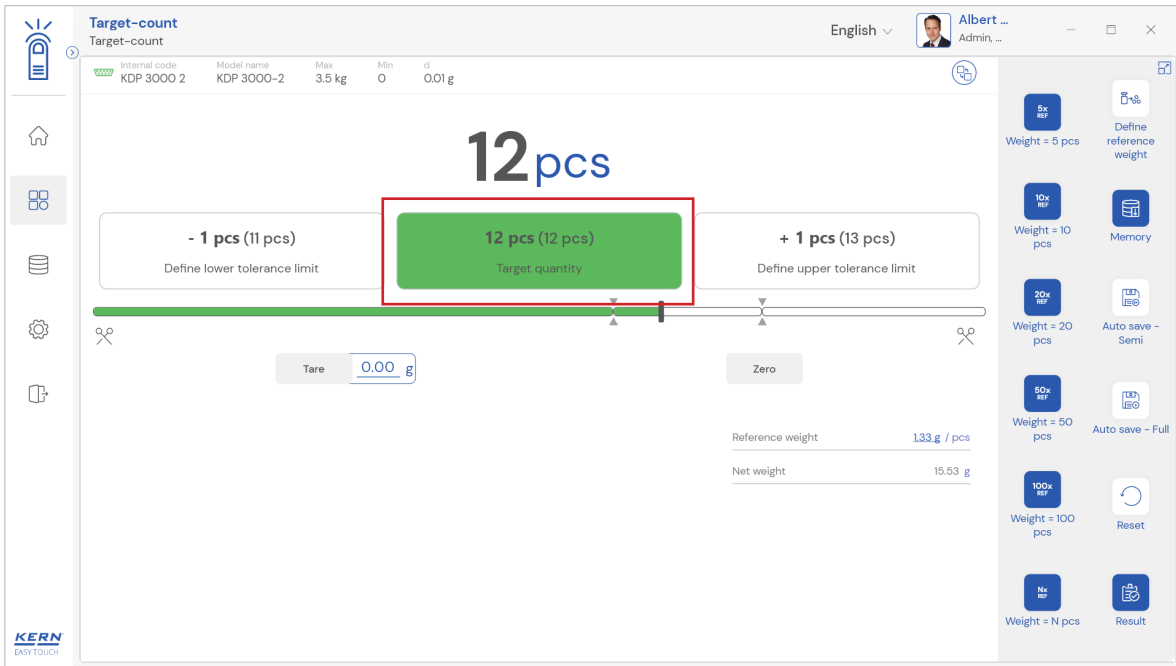 Target-count
Target-count
English
Albert ...
Admin, ...
Internal code Model name Max Min d
KDP 3000 2 KDP 3000-2 3.5 kg 0 0.01 g
12 pcs
- 1 pcs (11 pcs)
Define lower tolerance limit
12 pcs (12 pcs)
Target quantity
+ 1 pcs (13 pcs)
Define upper tolerance limit
Tare 0.00 g
Zero
Reference weight 1.33 g / pcs
Net weight 15.53 g
5x
REF
Weight = 5 pcs
Define
reference
weight
10x
REF
Weight = 10
pcs
Memory
20x
REF
Weight = 20
pcs
Auto save -
Semi
50x
REF
Weight = 50
pcs
Auto save - Full
100x
REF
Weight = 100
pcs
Reset
Nx
REF
Weight = N pcs
Result
KERN
EASY TOUCH